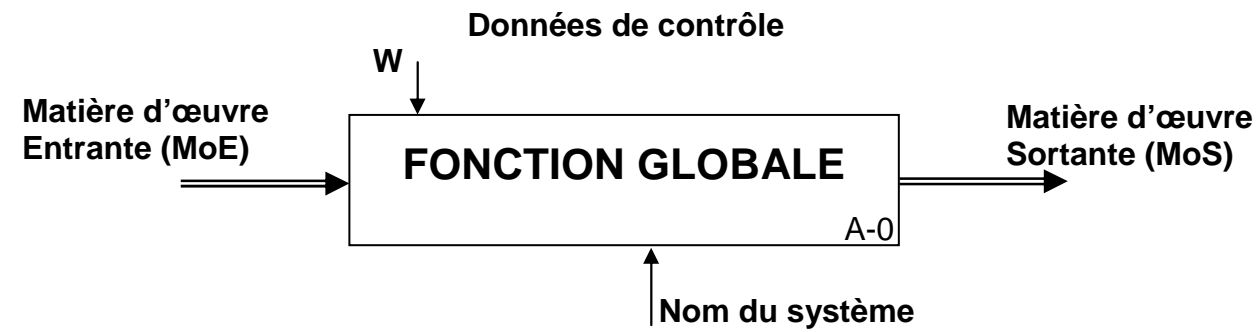 Données de contrôle
W
Matière d'œuvre
Entrante (MoE)
FONCTION GLOBALE
A-0
Matière d'œuvre
Sortante (MoS)
Nom du système